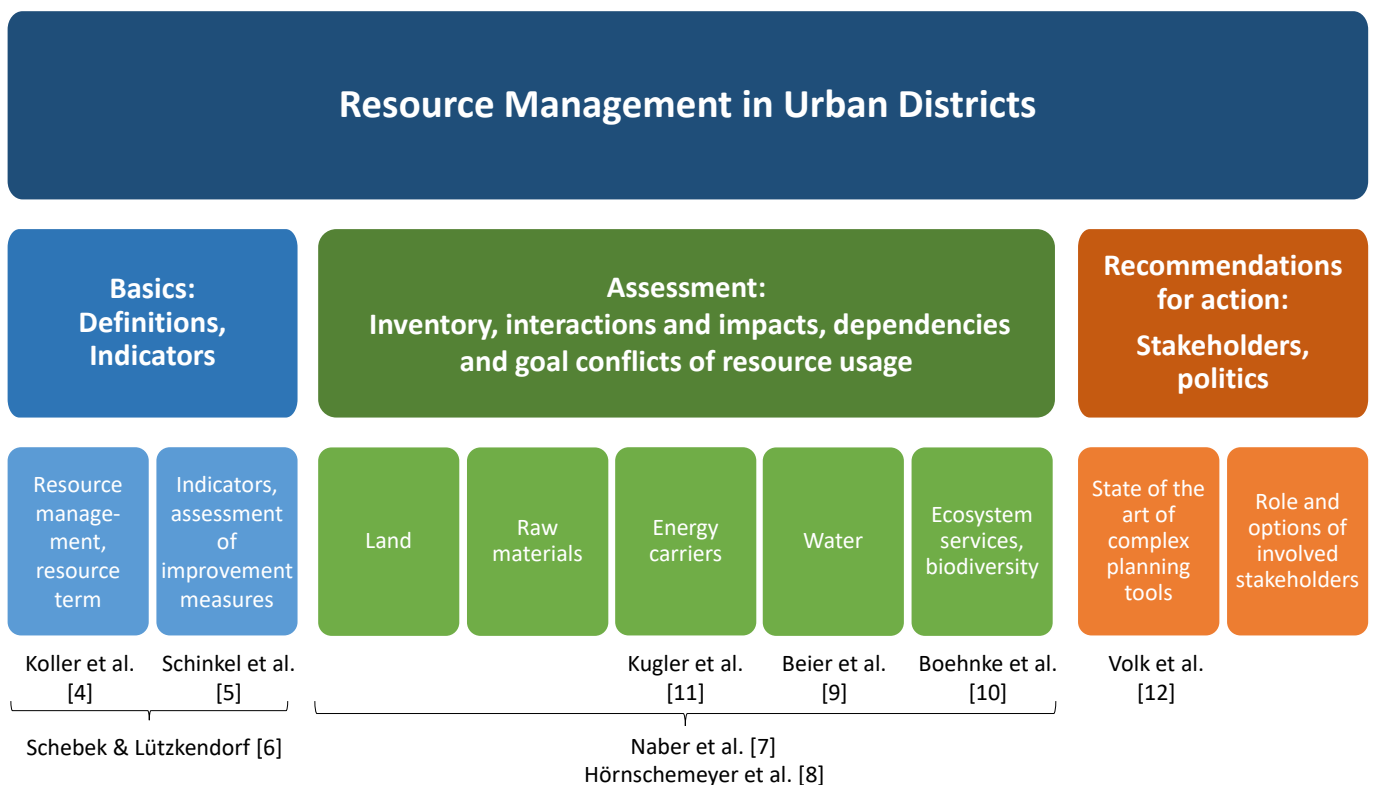 Resource Management in Urban Districts
Basics:
Definitions,
Indicators
Assessment:
Inventory, interactions and impacts, dependencies
and goal conflicts of resource usage
Recommendations
for action:
Stakeholders,
politics
Resource
manage-
ment,
resource
term
Indicators,
assessment
of
improvement
measures
Land
Raw
materials
Energy
carriers
Water
Ecosystem
services,
biodiversity
State of the
art of
complex
planning
tools
Role and
options of
involved
stakeholders
Koller et al.
[4]
Schinkel et al.
[5]
Kugler et al.
[11]
Beier et al.
[9]
Boehnke et al.
[10]
Volk et al.
[12]
Schebek & Lützkendorf [6]
Naber et al. [7]
Hörnschemeyer et al. [8]